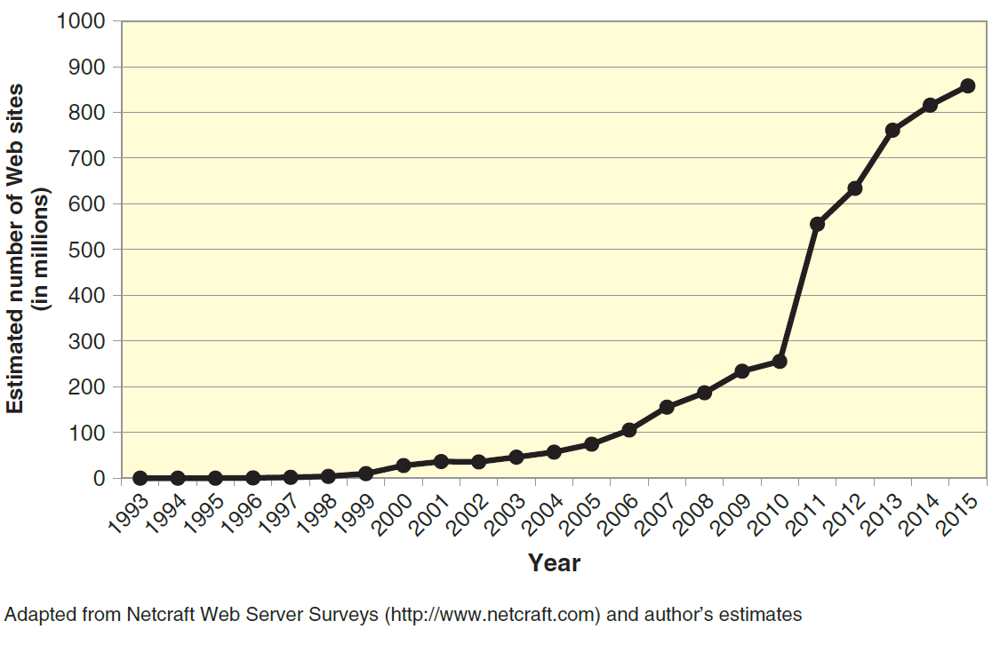 1000
900
800
700
600
500
400
300
200
100
0
Estimated number of Web sites
(in millions)
1993 1994 1995 1996 1997 1998 1999 2000 2001 2002 2003 2004 2005 2006 2007 2008 2009 2010 2011 2012 2013 2014 2015
Year
Adapted from Netcraft Web Server Surveys (http://www.netcraft.com) and author’s estimates